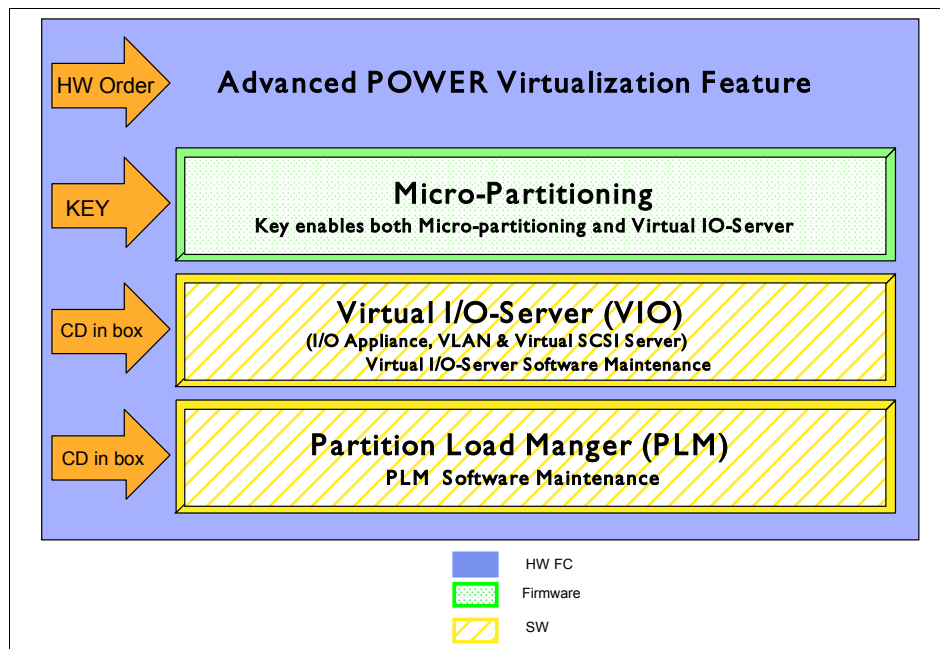 HW Order
Advanced POWER Virtualization Feature
KEY
Micro-Partitioning
Key enables both Micro-partitioning and Virtual IO-Server
CD in box
Virtual I/O-Server (VIO)
(I/O Appliance, VLAN & Virtual SCSI Server)
Virtual I/O-Server Software Maintenance
CD in box
Partition Load Manger (PLM)
PLM Software Maintenance
HW FC
Firmware
SW